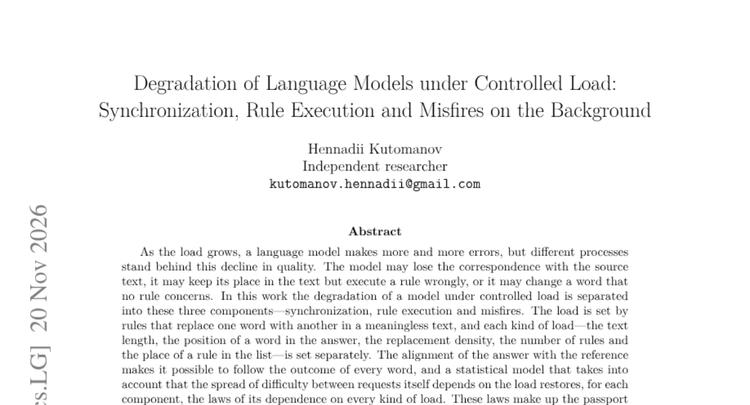 Degradation of Language Models under Controlled Load:
Synchronization, Rule Execution and Misfires on the Background
Hennadii Kutomanov
Independent researcher
kutomanov.hennadii@gmail.com
cs.LG] 20 Nov 2026
Abstract
As the load grows, a language model makes more and more errors, but different processes
stand behind this decline in quality. The model may lose the correspondence with the source
text, it may keep its place in the text but execute a rule wrongly, or it may change a word that
no rule concerns. In this work the degradation of a model under controlled load is separated
into these three components—synchronization, rule execution and misfires. The load is set by
rules that replace one word with another in a meaningless text, and each kind of load—the text
length, the position of a word in the answer, the replacement density, the number of rules and
the place of a rule in the list—is set separately. The alignment of the answer with the reference
makes it possible to follow the outcome of every word, and a statistical model that takes into
account that the spread of difficulty between requests itself depends on the load restores, for each
component, the laws of its dependence on every kind of load. These laws make up the passport